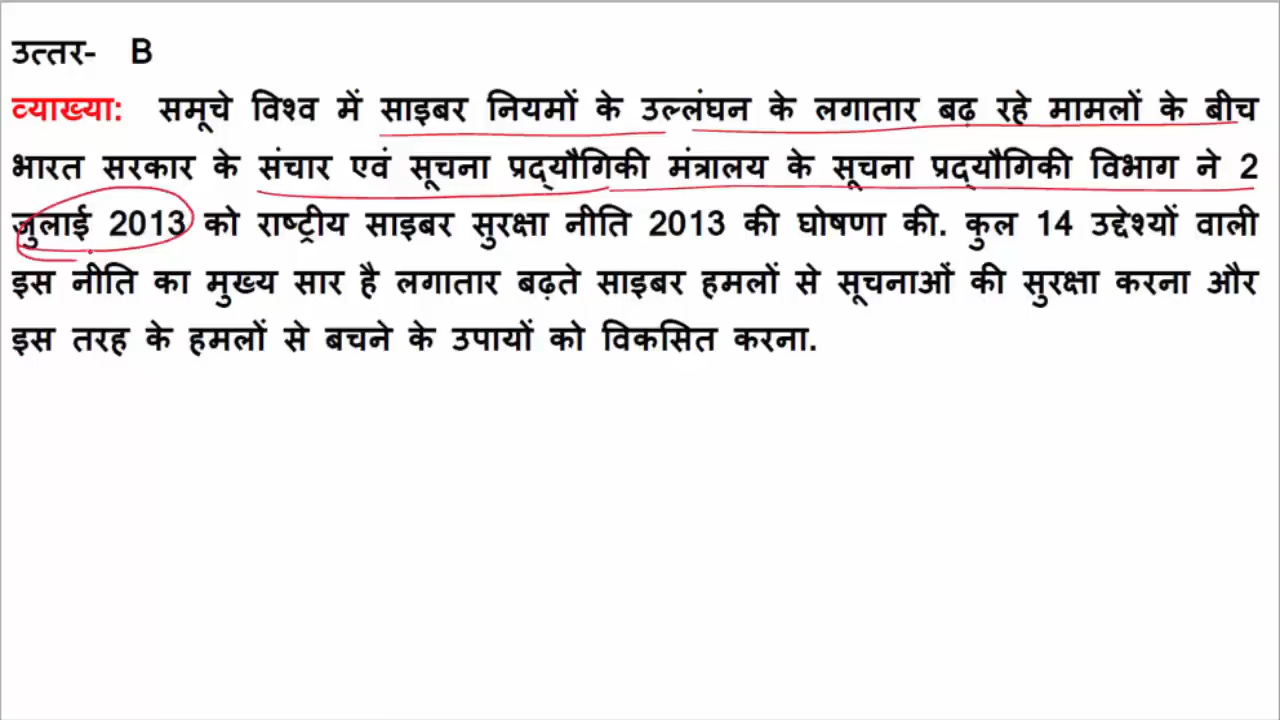 उत्तर- B
व्याख्या: समूचे विश्व में साइबर नियमों के उल्लंघन के लगातार बढ़ रहे मामलों के बीच
भारत सरकार के संचार एवं सूचना प्रद्यौगिकी मंत्रालय के सूचना प्रद्यौगिकी विभाग ने 2
जुलाई 2013 को राष्ट्रीय साइबर सुरक्षा नीति 2013 की घोषणा की. कुल 14 उद्देश्यों वाली
इस नीति का मुख्य सार है लगातार बढ़ते साइबर हमलों से सूचनाओं की सुरक्षा करना और
इस तरह के हमलों से बचने के उपायों को विकसित करना.